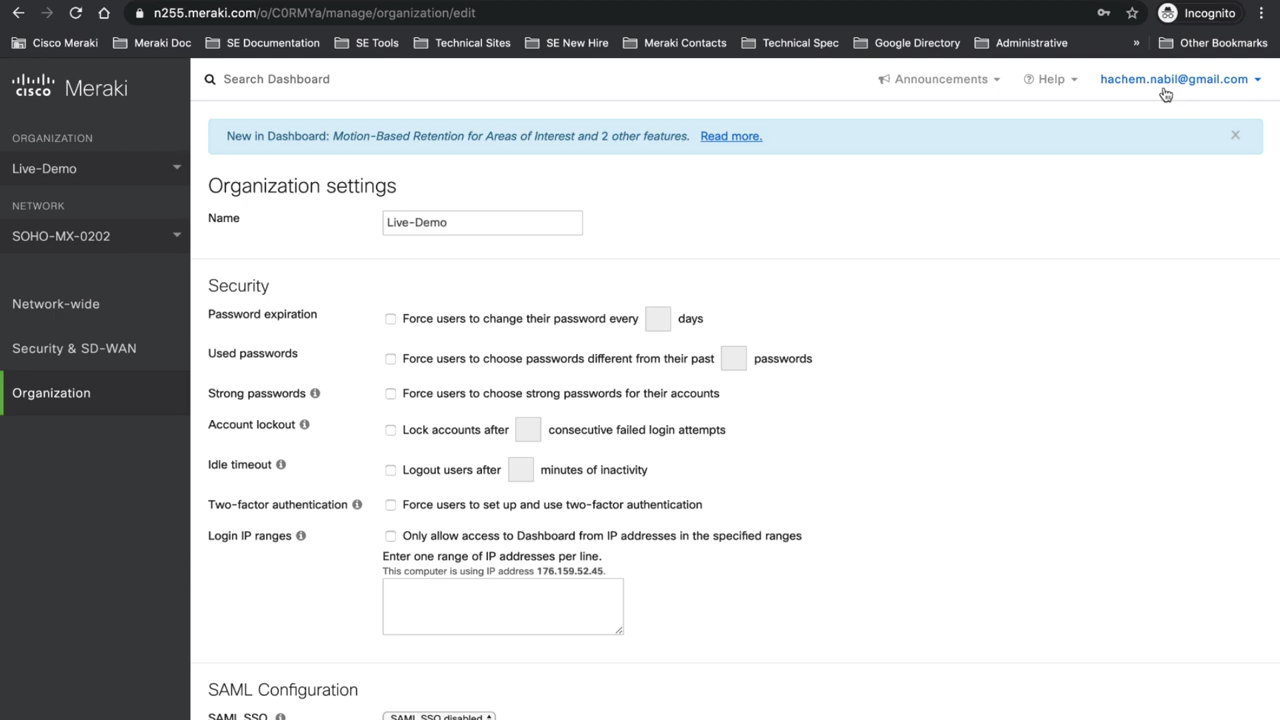 n255.meraki.com/o/C0RMYa/manage/organization/edit
Incognito
Cisco Meraki
Meraki Doc
SE Documentation
SE Tools
Technical Sites
SE New Hire
Meraki Contacts
Technical Spec
Google Directory
Administrative
»
Other Bookmarks
cisco Meraki
Search Dashboard
Announcements
Help
hachem.nabil@gmail.com
ORGANIZATION
Live-Demo
NETWORK
SOHO-MX-0202
Network-wide
Security & SD-WAN
Organization
New in Dashboard: Motion-Based Retention for Areas of Interest and 2 other features. Read more.
Organization settings
Name Live-Demo
Security
Password expiration Force users to change their password every days
Used passwords Force users to choose passwords different from their past passwords
Strong passwords Force users to choose strong passwords for their accounts
Account lockout Lock accounts after consecutive failed login attempts
Idle timeout Logout users after minutes of inactivity
Two-factor authentication Force users to set up and use two-factor authentication
Login IP ranges Only allow access to Dashboard from IP addresses in the specified ranges
Enter one range of IP addresses per line.
This computer is using IP address 176.159.52.45.
SAML Configuration
SAML SSO SAML SSO disabled